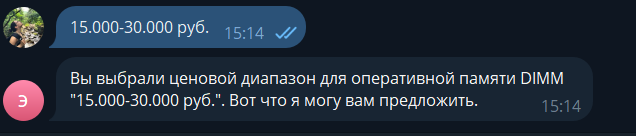 15.000-30.000 руб.
15:14
Вы выбрали ценовой диапазон для оперативной памяти DIMM
"15.000-30.000 руб.". Вот что я могу вам предложить.
15:14
Э